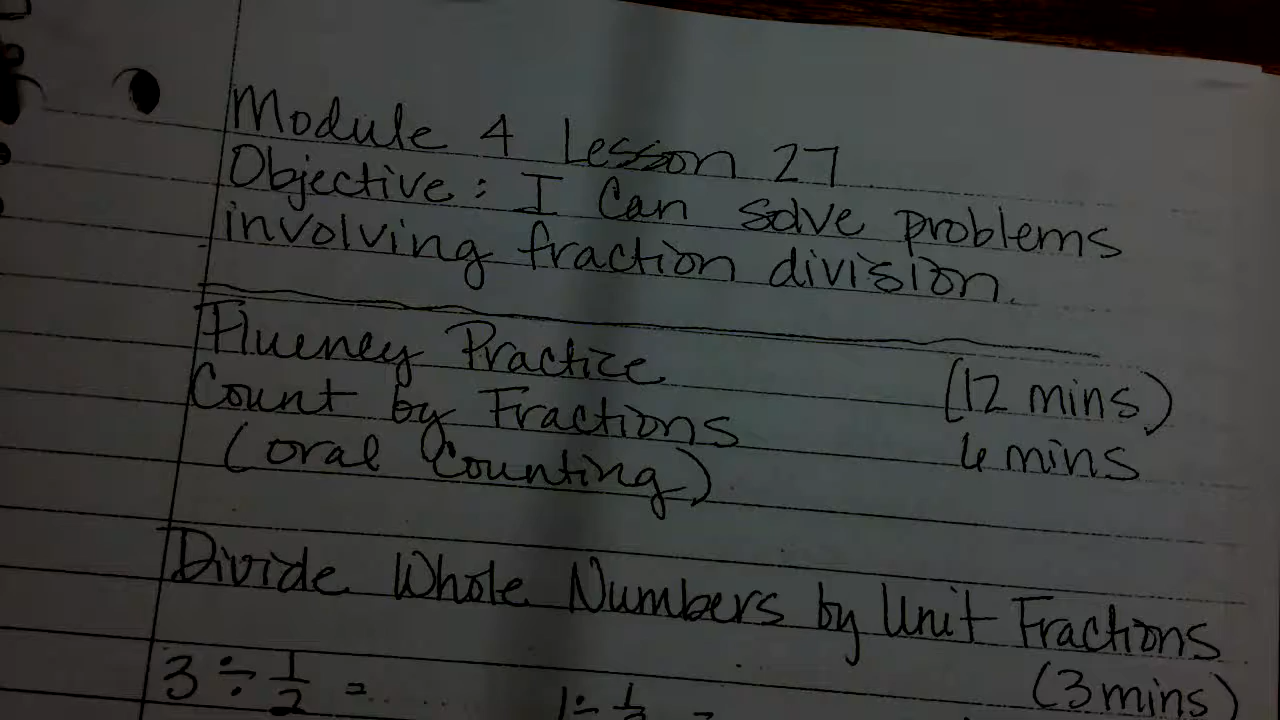 Module 4 Lesson 27
Objective: I Can solve problems
involving fraction division.
Fluency Practice (12 mins)
Count by Fractions 6 mins
(oral Counting)
Divide Whole Numbers by Unit Fractions
(3 mins)
3 ÷ 1/2 = 1 ÷